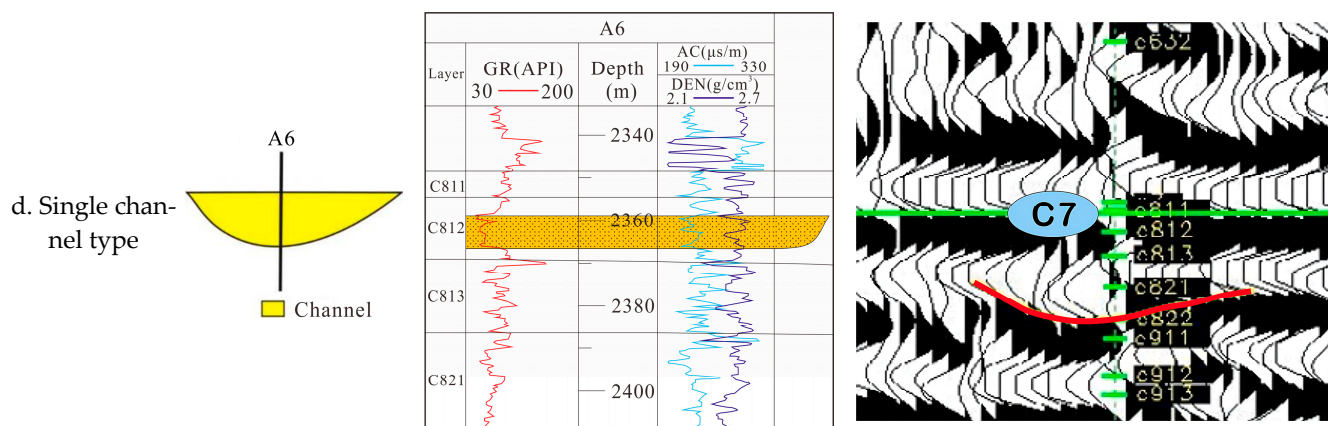 d. Single chan-
nel type
A6
Channel
A6
Layer
GR(API)
30
200
Depth
(m)
AC(μs/m)
190
330
DEN(g/cm³)
2.1
2.7
2340
C811
2360
C812
C813
2380
C821
2400
c632
C7
c811
c812
c813
c821
c822
c911
c912
c913